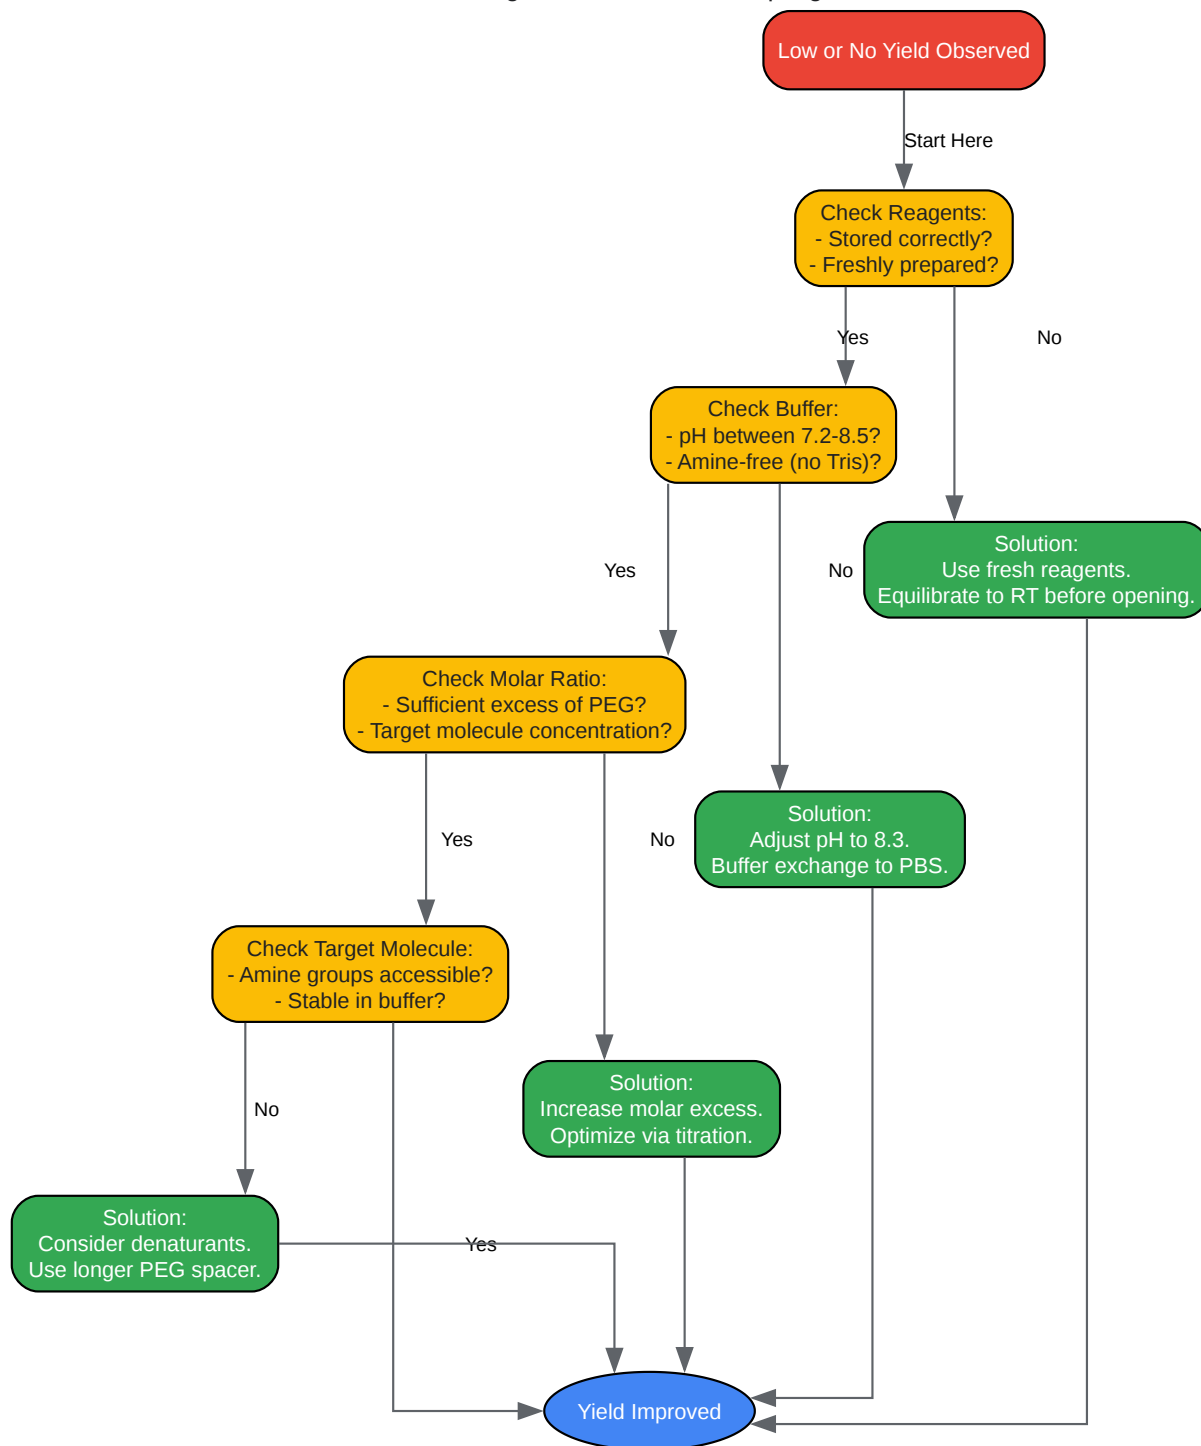 Low or No Yield Observed
Start Here
Check Reagents:
- Stored correctly?
- Freshly prepared?
Yes
No
Check Buffer:
- pH between 7.2-8.5?
- Amine-free (no Tris)?
Yes
No
Solution:
Use fresh reagents.
Equilibrate to RT before opening.
Check Molar Ratio:
- Sufficient excess of PEG?
- Target molecule concentration?
Yes
No
Solution:
Adjust pH to 8.3.
Buffer exchange to PBS.
Check Target Molecule:
- Amine groups accessible?
- Stable in buffer?
No
Solution:
Increase molar excess.
Optimize via titration.
Solution:
Consider denaturants.
Use longer PEG spacer.
Yes
Yield Improved